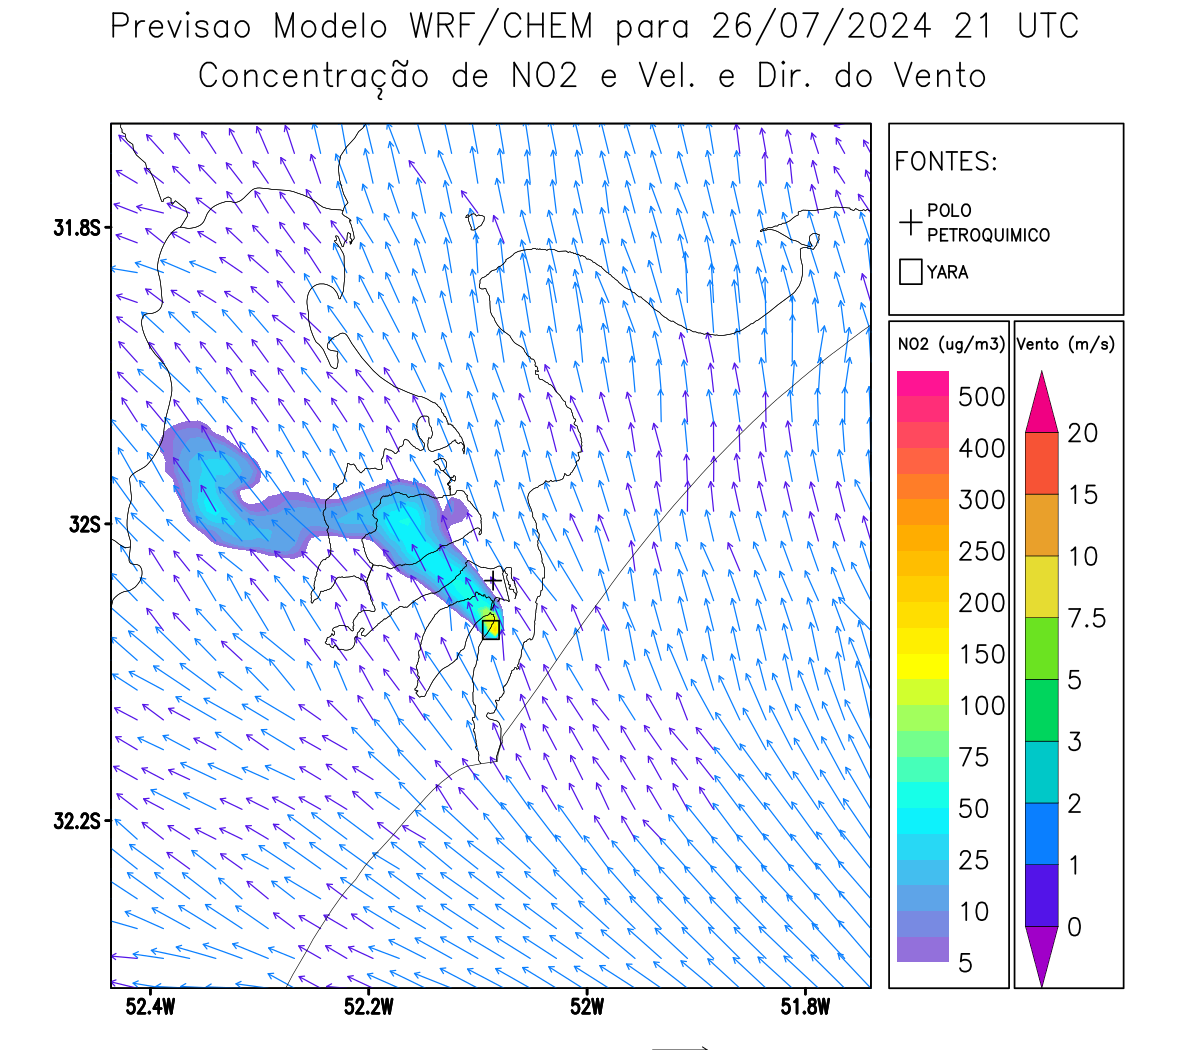 Previsao Modelo WRF/CHEM para 26/07/2024 21 UTC
Concentração de NO2 e Vel. e Dir. do Vento
FONTES:
POLO
PETROQUIMICO
YARA
NO2 (ug/m3)
500
400
300
250
200
150
100
75
50
25
10
5
Vento (m/s)
20
15
10
7.5
5
3
2
1
0
31.8S
32S
32.2S
52.4W
52.2W
52W
51.8W